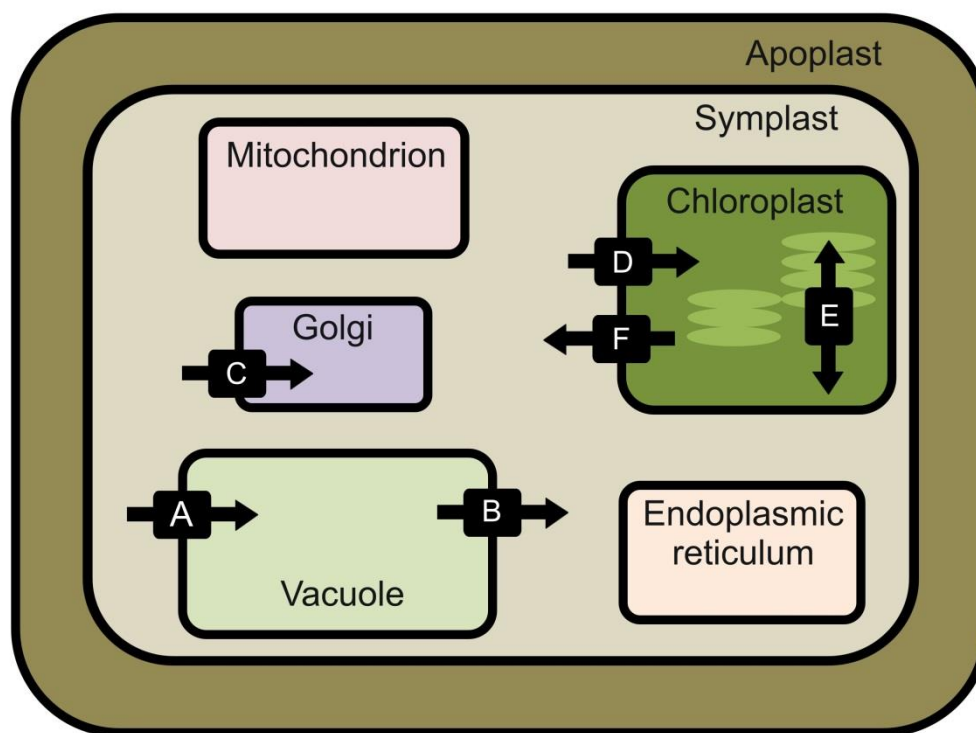 Apoplast
Symplast
Mitochondrion
Chloroplast
D
E
Golgi
F
C
A
B
Endoplasmic
reticulum
Vacuole